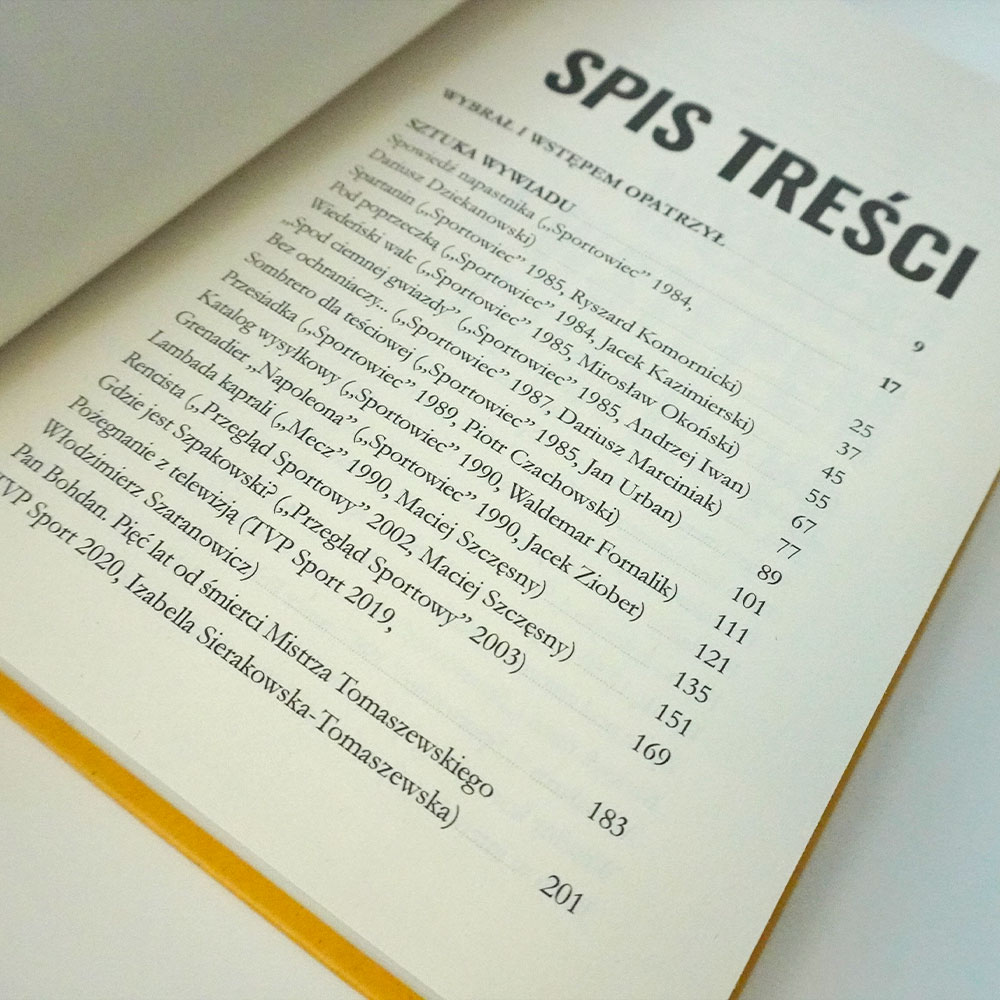 SPIS TREŚCI
WYBRAŁ I WSTĘPEM OPATRZYŁ 9
SZTUKA WYWIADU 17
Spowiedź napastnika („Sportowiec” 1984,
Dariusz Dziekanowski) 25
Spartanin („Sportowiec” 1985, Ryszard Komornicki) 37
Pod poprzeczką („Sportowiec” 1984, Jacek Kazimierski) 45
Wiedeński walc („Sportowiec” 1985, Mirosław Okoński) 55
„Spod ciemnej gwiazdy” („Sportowiec” 1985, Andrzej Iwan) 67
Bez ochraniaczy... („Sportowiec” 1987, Dariusz Marciniak) 77
Sombrero dla teściowej („Sportowiec” 1985, Jan Urban) 89
Przesiadka („Sportowiec” 1989, Piotr Czachowski) 101
Katalog wysyłkowy („Sportowiec” 1990, Waldemar Fornalik) 111
Grenadier „Napoleona” („Sportowiec” 1990, Jacek Ziober) 121
Lambada kaprali („Mecz” 1990, Maciej Szczęsny) 135
Rencista („Przegląd Sportowy” 2002, Maciej Szczęsny) 151
Gdzie jest Szpakowski? („Przegląd Sportowy” 2003) 169
Pożegnanie z telewizją (TVP Sport 2019,
Włodzimierz Szaranowicz) 183
Pan Bohdan. Pięć lat od śmierci Mistrza Tomaszewskiego
TVP Sport 2020, Izabella Sierakowska-Tomaszewska) 201